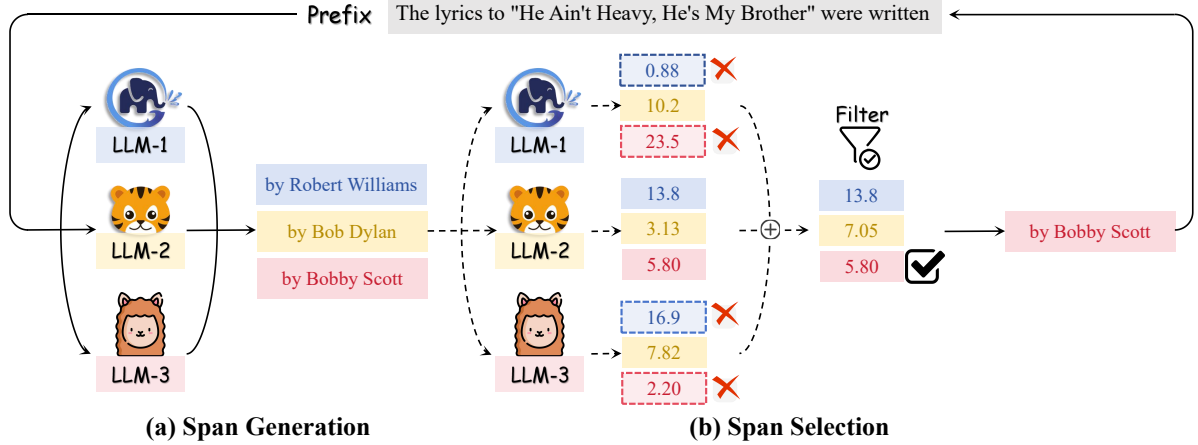 Prefix
The lyrics to "He Ain't Heavy, He's My Brother" were written
LLM-1
LLM-2
LLM-3
by Robert Williams
by Bob Dylan
by Bobby Scott
LLM-1
0.88
10.2
23.5
LLM-2
13.8
3.13
5.80
LLM-3
16.9
7.82
2.20
Filter
13.8
7.05
5.80
by Bobby Scott
(a) Span Generation
(b) Span Selection